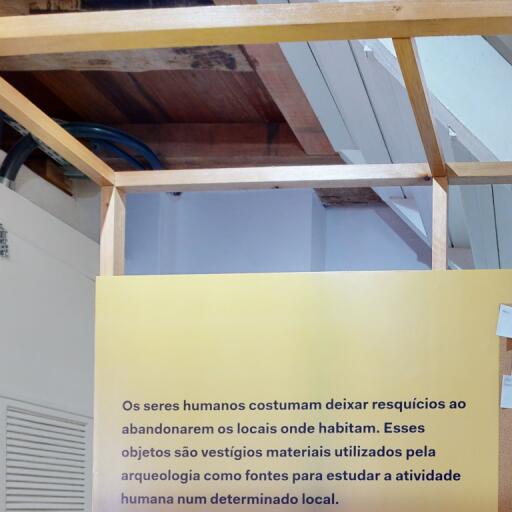 Os seres humanos costumam deixar resquícios ao
abandonarem os locais onde habitam. Esses
objetos são vestígios materiais utilizados pela
arqueologia como fontes para estudar a atividade
humana num determinado local.